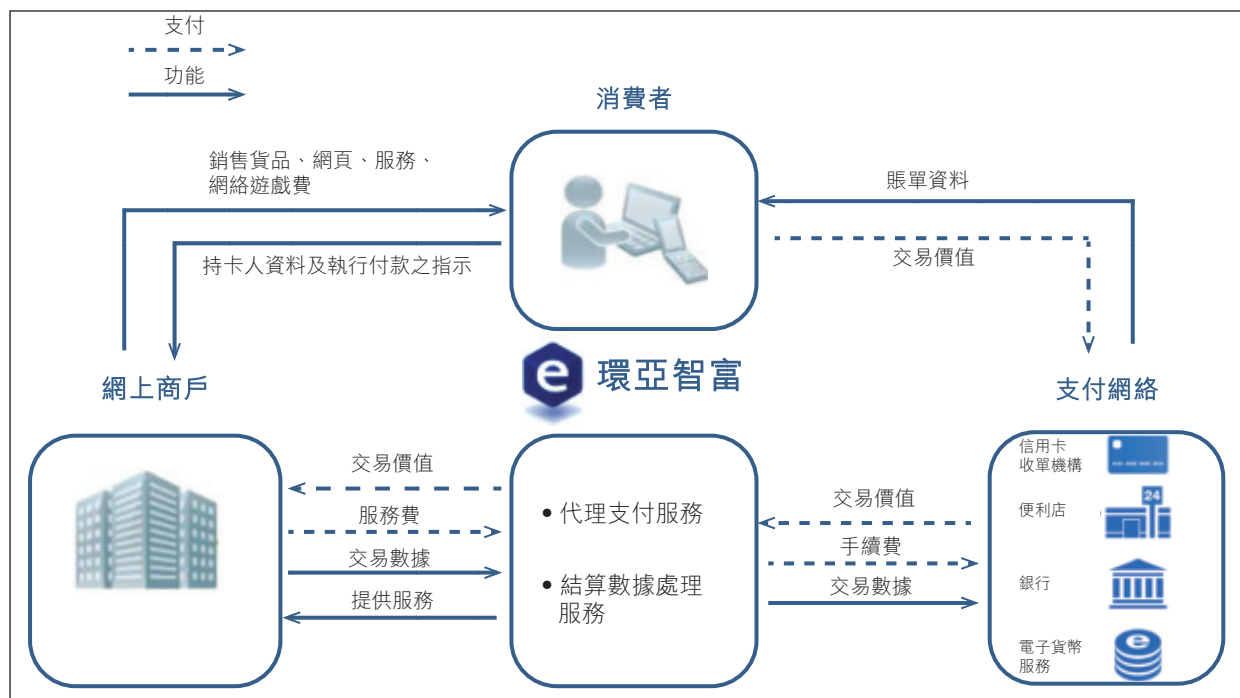 支付
功能
消費者
銷售貨品、網頁、服務、
網絡遊戲費
持卡人資料及執行付款之指示
賬單資料
交易價值
網上商戶
e 環亞智富
支付網絡
交易價值
服務費
交易數據
提供服務
• 代理支付服務
• 結算數據處理
服務
交易價值
手續費
交易數據
信用卡
收單機構
便利店
24
銀行
電子貨幣
服務
e